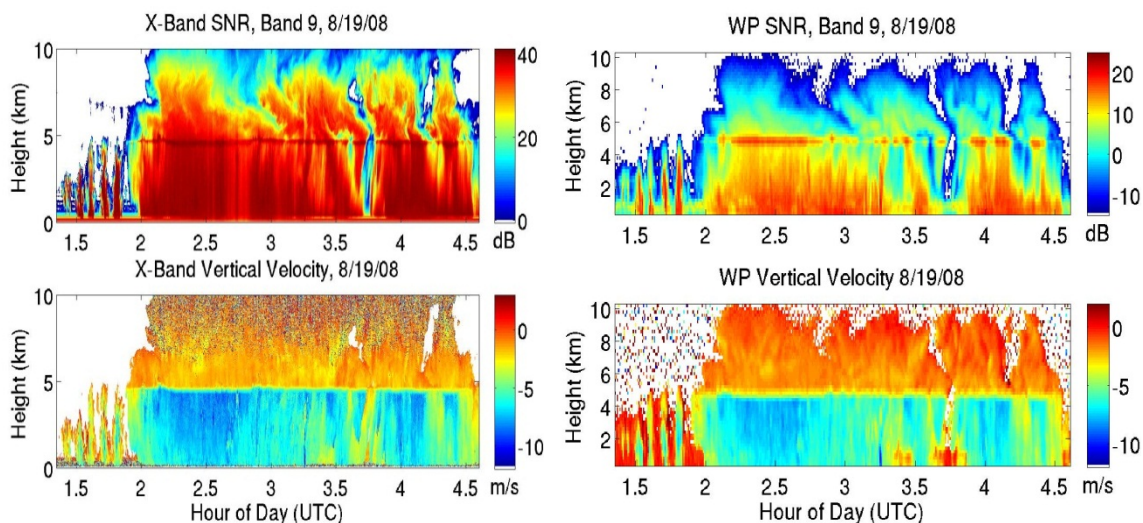 X-Band SNR, Band 9, 8/19/08
Height (km)
10
5
0
1.5 2 2.5 3 3.5 4 4.5
40
20
0
dB
WP SNR, Band 9, 8/19/08
Height (km)
10
8
6
4
2
1.5 2 2.5 3 3.5 4 4.5
20
10
0
-10
dB
X-Band Vertical Velocity, 8/19/08
Height (km)
10
5
0
1.5 2 2.5 3 3.5 4 4.5
Hour of Day (UTC)
0
-5
-10
m/s
WP Vertical Velocity 8/19/08
Height (km)
10
8
6
4
2
1.5 2 2.5 3 3.5 4 4.5
Hour of Day (UTC)
0
-5
-10
m/s